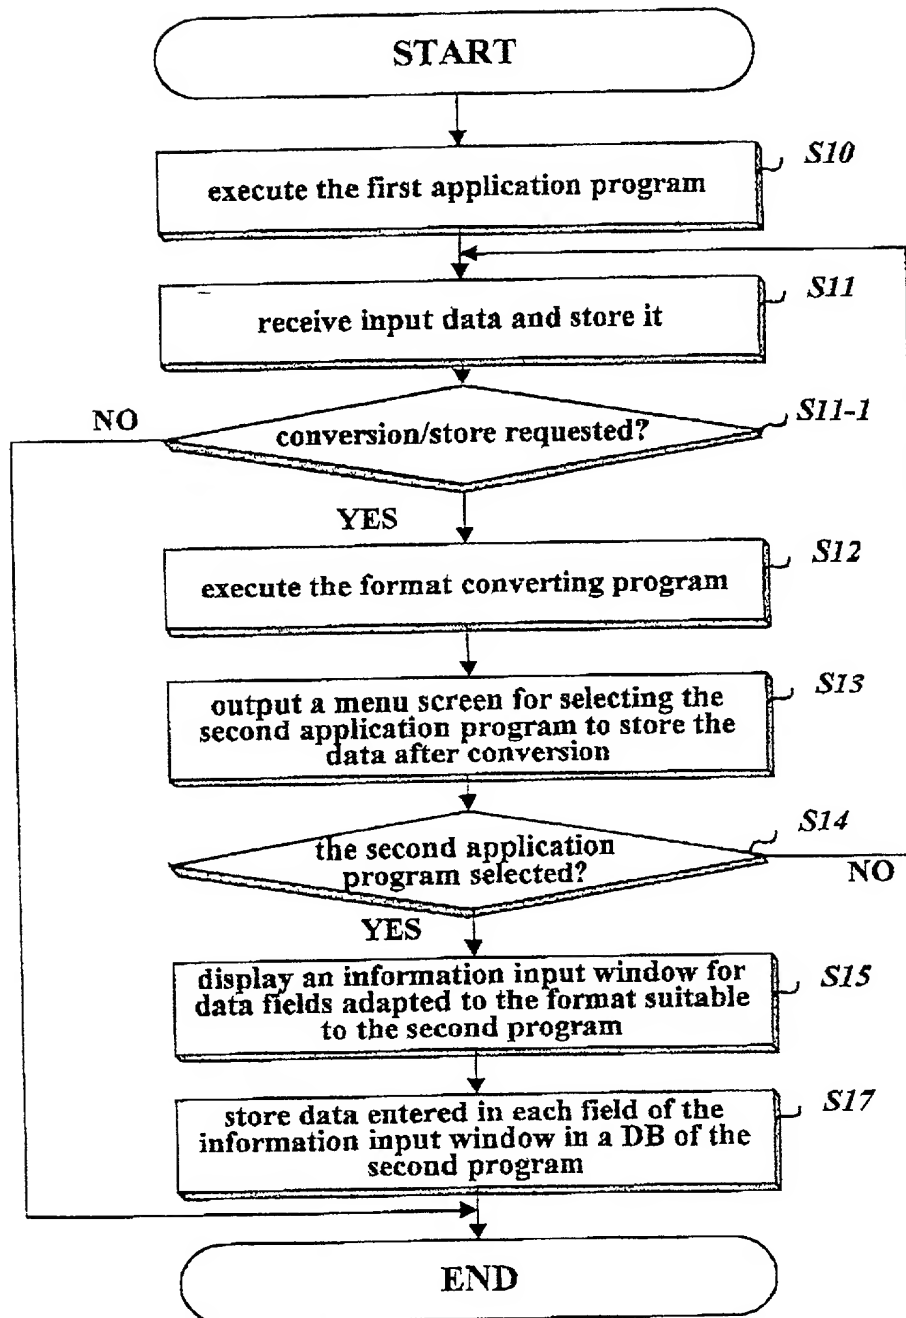 START
execute the first application program
S10
receive input data and store it
S11
NO
conversion/store requested?
S11-1
YES
execute the format converting program
S12
output a menu screen for selecting the
second application program to store the
data after conversion
S13
the second application
program selected?
S14
NO
YES
display an information input window for
data fields adapted to the format suitable
to the second program
S15
store data entered in each field of the
information input window in a DB of the
second program
S17
END